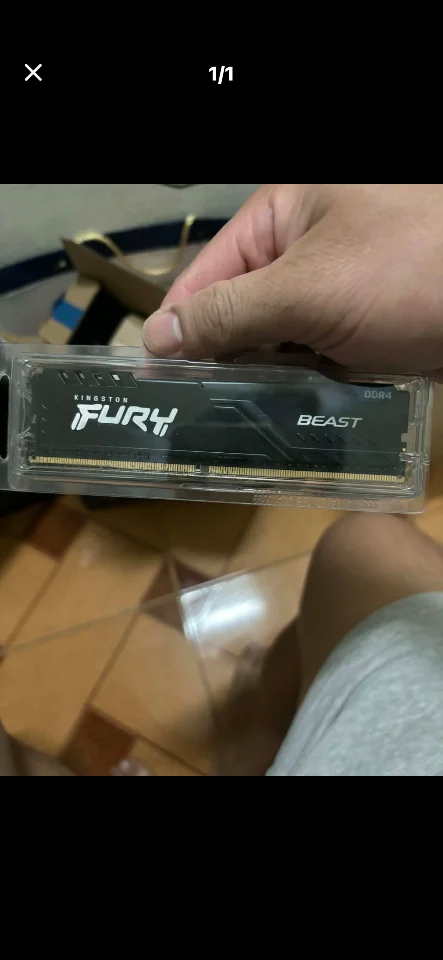 1/1
DDR4
KINGSTON
FURY
BEAST